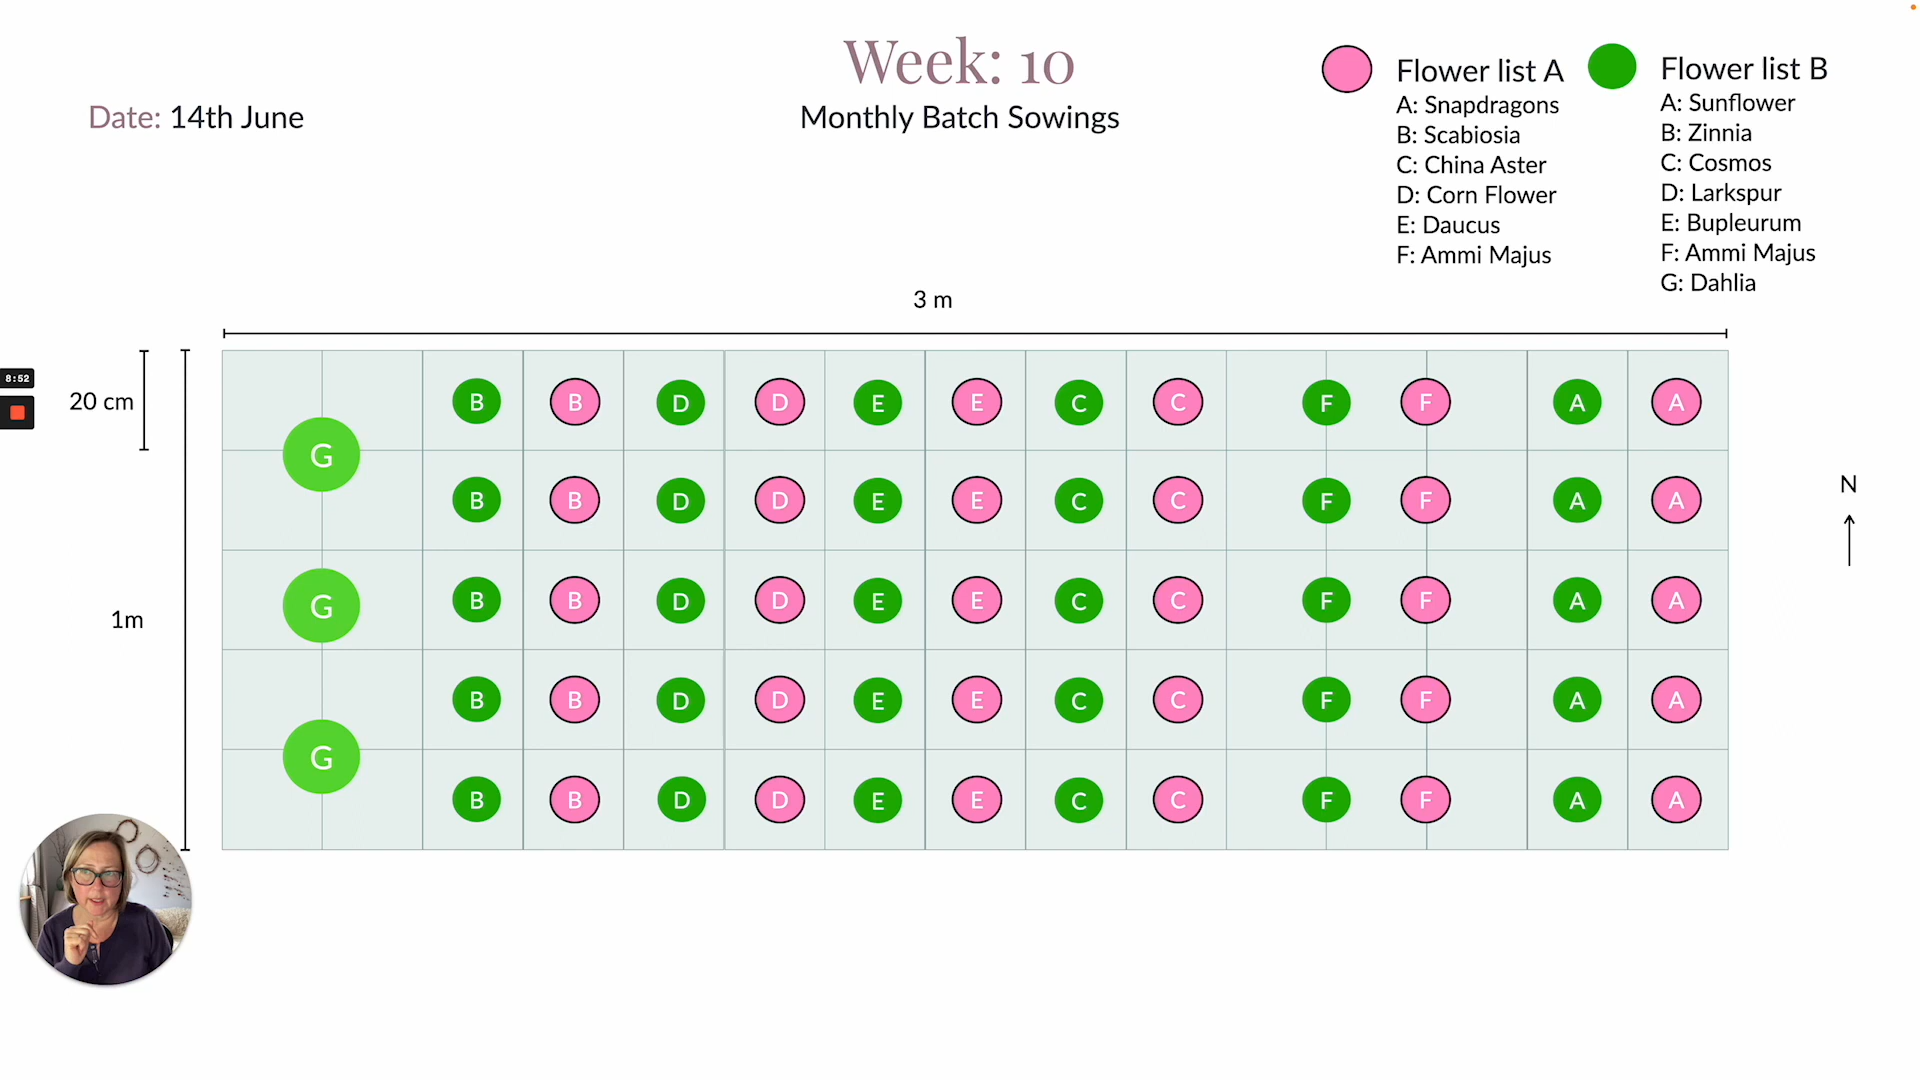 Week: 10
Monthly Batch Sowings
Date: 14th June
Flower list A
A: Snapdragons
B: Scabiosia
C: China Aster
D: Corn Flower
E: Daucus
F: Ammi Majus
Flower list B
A: Sunflower
B: Zinnia
C: Cosmos
D: Larkspur
E: Bupleurum
F: Ammi Majus
G: Dahlia
3 m
8:52
20 cm
1m
N
B B D D E E C C F F A A
G
B B D D E E C C F F A A
G B B D D E E C C F F A A
B B D D E E C C F F A A
G
B B D D E E C C F F A A